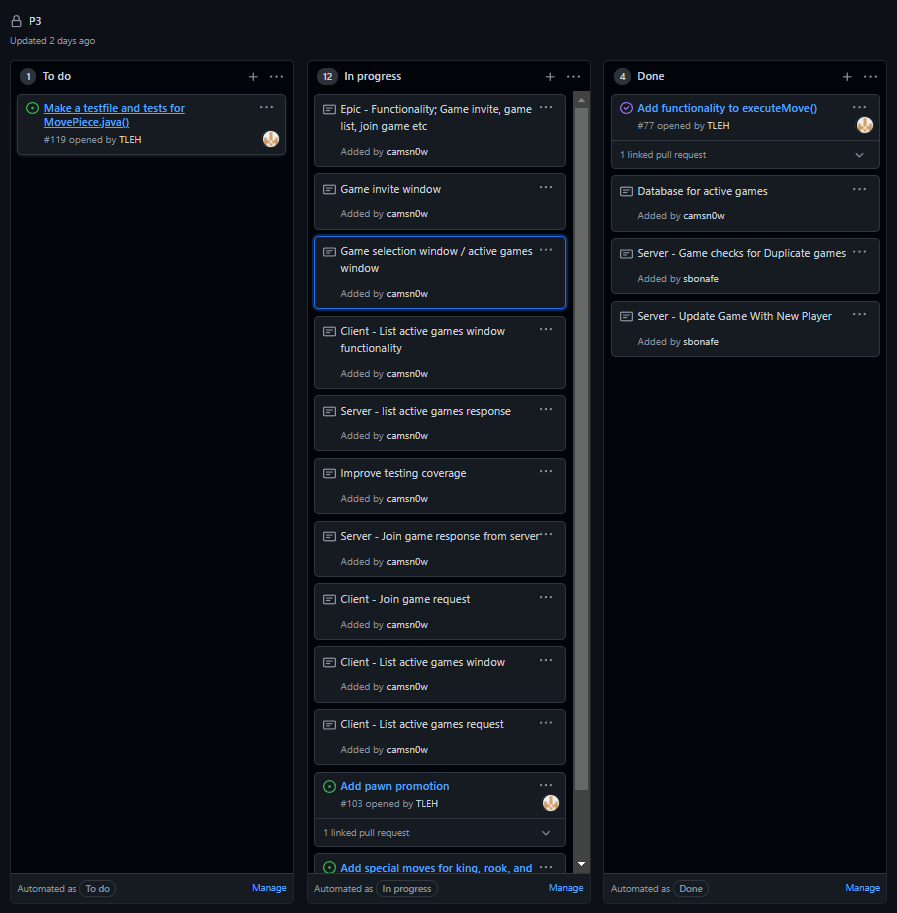 P3
Updated 2 days ago
1 To do
Make a testfile and tests for
MovePiece.java()
#119 opened by TLEH
Automated as To do Manage
12 In progress
Epic - Functionality; Game invite, game
list, join game etc
Added by camsn0w
Game invite window
Added by camsn0w
Game selection window / active games
window
Added by camsn0w
Client - List active games window
functionality
Added by camsn0w
Server - list active games response
Added by camsn0w
Improve testing coverage
Added by camsn0w
Server - Join game response from server
Added by camsn0w
Client - Join game request
Added by camsn0w
Client - List active games window
Added by camsn0w
Client - List active games request
Added by camsn0w
Add pawn promotion
#103 opened by TLEH
1 linked pull request
Add special moves for king, rook, and
Automated as In progress Manage
4 Done
Add functionality to executeMove()
#77 opened by TLEH
1 linked pull request
Database for active games
Added by camsn0w
Server - Game checks for Duplicate games
Added by sbonafe
Server - Update Game With New Player
Added by sbonafe
Automated as Done Manage